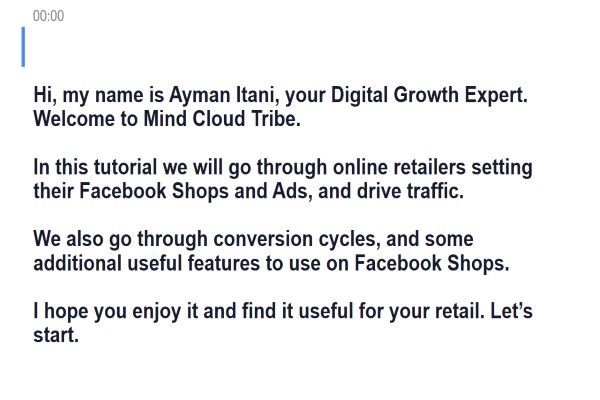 00:00
Hi, my name is Ayman Itani, your Digital Growth Expert.
Welcome to Mind Cloud Tribe.
In this tutorial we will go through online retailers setting
their Facebook Shops and Ads, and drive traffic.
We also go through conversion cycles, and some
additional useful features to use on Facebook Shops.
I hope you enjoy it and find it useful for your retail. Let’s
start.